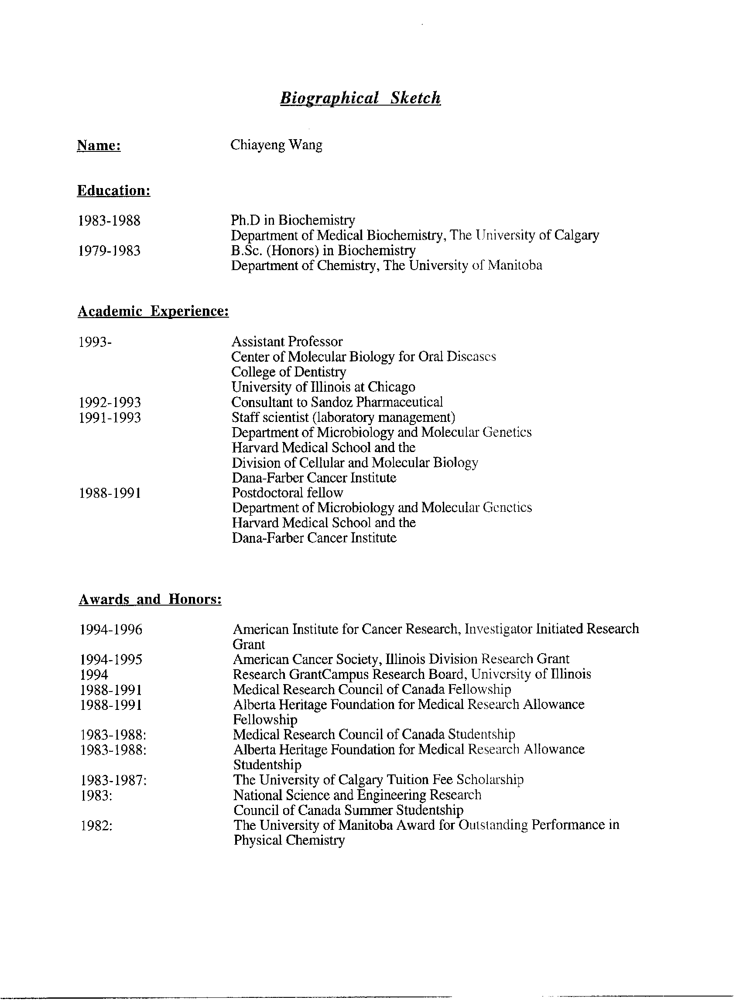 Biographical Sketch
Name: Chiayeng Wang
Education:
1983-1988 Ph.D in Biochemistry
Department of Medical Biochemistry, The University of Calgary
1979-1983 B.Sc. (Honors) in Biochemistry
Department of Chemistry, The University of Manitoba
Academic Experience:
1993- Assistant Professor
Center of Molecular Biology for Oral Diseases
College of Dentistry
University of Illinois at Chicago
1992-1993 Consultant to Sandoz Pharmaceutical
1991-1993 Staff scientist (laboratory management)
Department of Microbiology and Molecular Genetics
Harvard Medical School and the
Division of Cellular and Molecular Biology
Dana-Farber Cancer Institute
1988-1991 Postdoctoral fellow
Department of Microbiology and Molecular Genetics
Harvard Medical School and the
Dana-Farber Cancer Institute
Awards and Honors:
1994-1996 American Institute for Cancer Research, Investigator Initiated Research
Grant
1994-1995 American Cancer Society, Illinois Division Research Grant
1994 Research GrantCampus Research Board, University of Illinois
1988-1991 Medical Research Council of Canada Fellowship
1988-1991 Alberta Heritage Foundation for Medical Research Allowance
Fellowship
1983-1988: Medical Research Council of Canada Studentship
1983-1988: Alberta Heritage Foundation for Medical Research Allowance
Studentship
1983-1987: The University of Calgary Tuition Fee Scholarship
1983: National Science and Engineering Research
Council of Canada Summer Studentship
1982: The University of Manitoba Award for Outstanding Performance in
Physical Chemistry